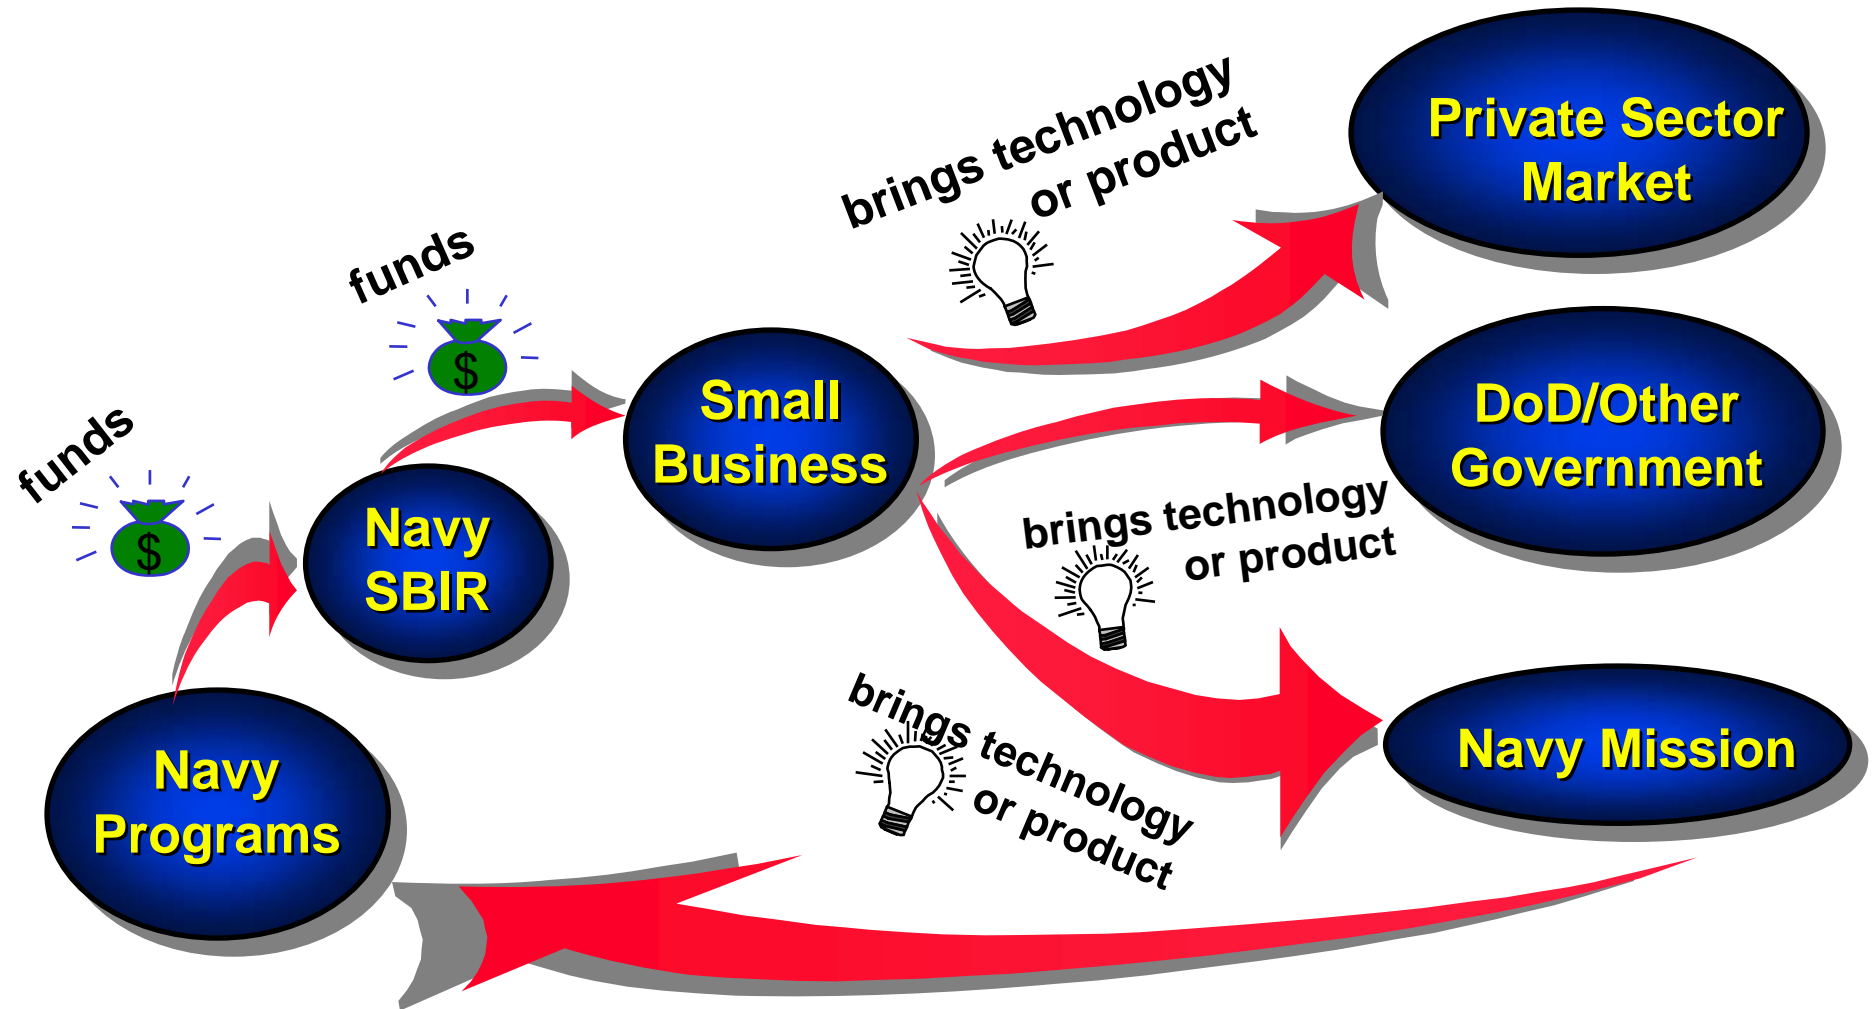 brings technology
or product
Private Sector
Market
funds
$
funds
$
Small
Business
DoD/Other
Government
brings technology
or product
Navy
SBIR
brings technology
or product
Navy Mission
Navy
Programs